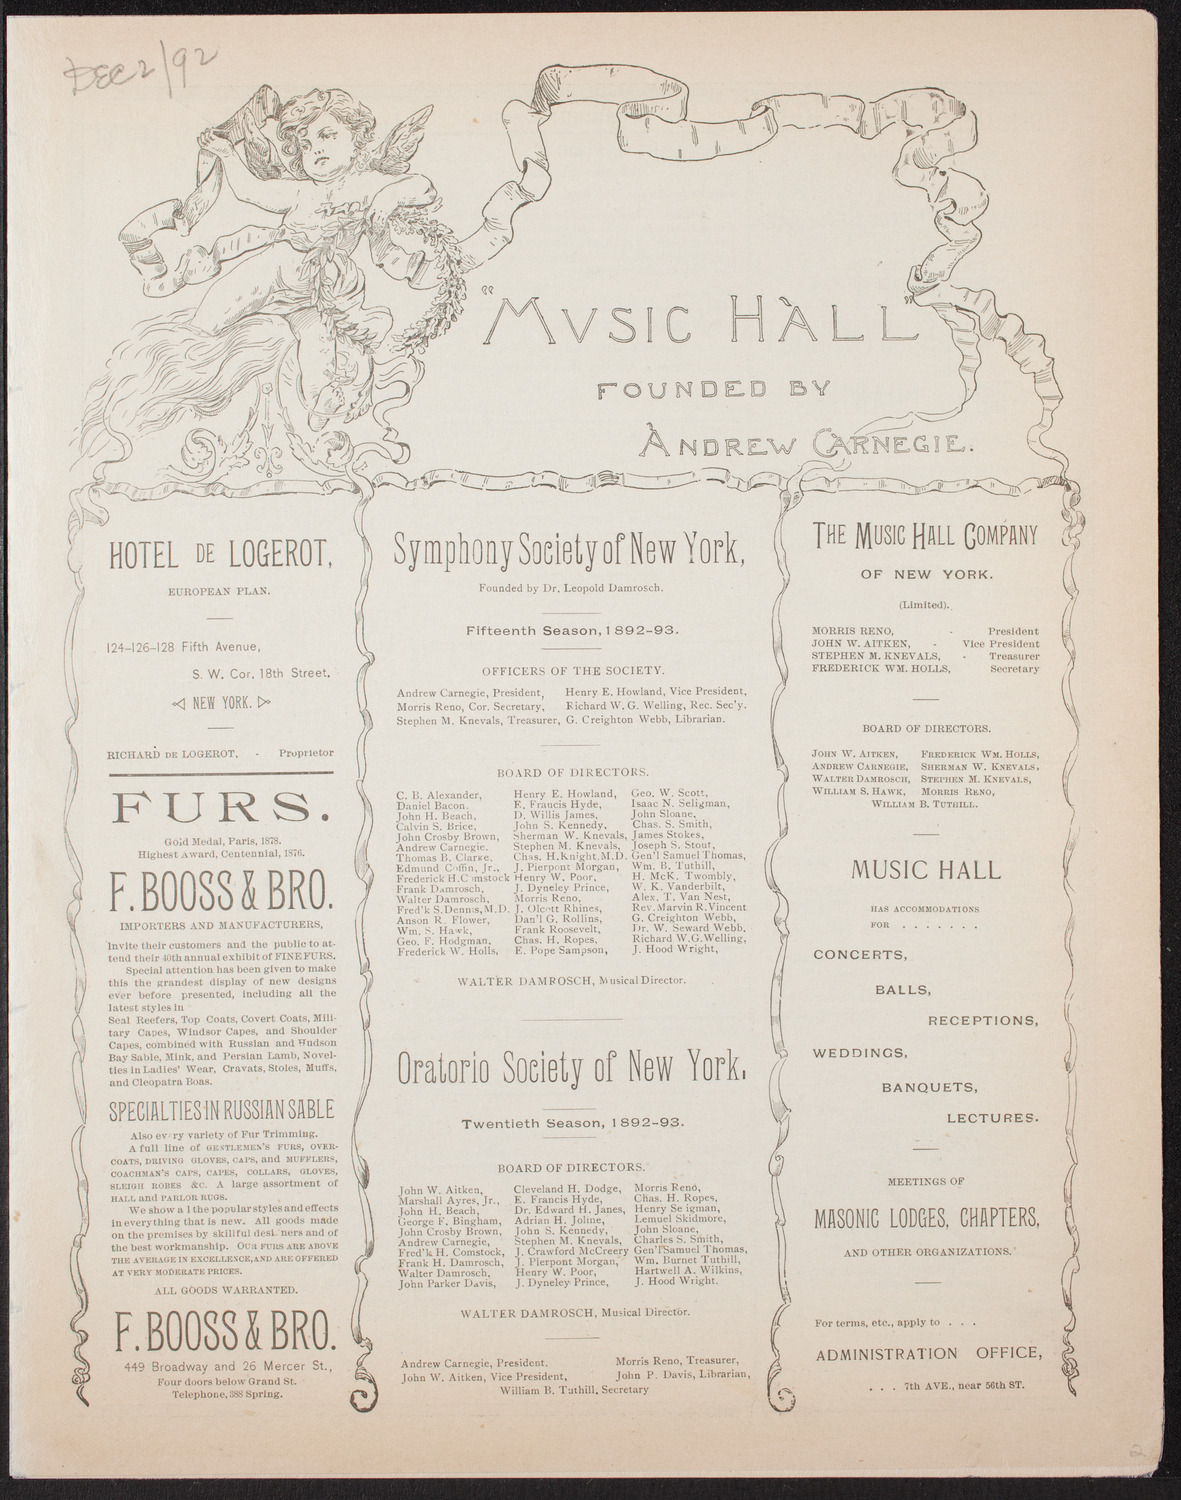 DEC 2/92
"MVSIC HALL"
FOUNDED BY
ANDREW CARNEGIE.
HOTEL DE LOGEROT,
EUROPEAN PLAN.
124-126-128 Fifth Avenue,
S. W. Cor. 18th Street.
NEW YORK.
RICHARD DE LOGEROT, - Proprietor
FURS.
Gold Medal, Paris, 1878.
Highest Award, Centennial, 1876.
F. BOOSS & BRO.
IMPORTERS AND MANUFACTURERS,
Invite their customers and the public to at-
tend their 40th annual exhibit of FINE FURS.
Special attention has been given to make
this the grandest display of new designs
ever before presented, including all the
latest styles in
Seal Reefers, Top Coats, Covert Coats, Mili-
tary Capes, Windsor Capes, and Shoulder
Capes, combined with Russian and Hudson
Bay Sable, Mink, and Persian Lamb, Novel-
ties in Ladies' Wear, Cravats, Stoles, Muffs,
and Cleopatra Boas.
SPECIALTIES IN RUSSIAN SABLE
Also every variety of Fur Trimming.
A full line of GENTLEMEN'S FURS, OVER-
COATS, DRIVING GLOVES, CAPS, and MUFFLERS,
COACHMAN'S CAPS, CAPES, COLLARS, GLOVES,
SLEIGH ROBES &C. A large assortment of
HALL and PARLOR RUGS.
We show a l the popular styles and effects
in everything that is new. All goods made
on the premises by skillful desi ners and of
the best workmanship. OUR FURS ARE ABOVE
THE AVERAGE IN EXCELLENCE, AND ARE OFFERED
AT VERY MODERATE PRICES.
ALL GOODS WARRANTED.
F. BOOSS & BRO.
449 Broadway and 26 Mercer St.,
Four doors below Grand St.
Telephone, 388 Spring.
Symphony Society of New York,
Founded by Dr. Leopold Damrosch.
Fifteenth Season, 1892-93.
OFFICERS OF THE SOCIETY.
Andrew Carnegie, President, Henry E. Howland, Vice President,
Morris Reno, Cor. Secretary, Richard W. G. Welling, Rec. Sec'y.
Stephen M. Knevals, Treasurer, G. Creighton Webb, Librarian.
BOARD OF DIRECTORS.
C. B. Alexander, Henry E. Howland, Geo. W. Scott,
Daniel Bacon. E. Francis Hyde, Isaac N. Seligman,
John H. Beach, D. Willis James, John Sloane,
Calvin S. Brice, John S. Kennedy, Chas. S. Smith,
John Crosby Brown, Sherman W. Knevals, James Stokes,
Andrew Carnegie. Stephen M. Knevals, Joseph S. Stout,
Thomas B. Clarke, Chas. H. Knight, M.D. Gen'l Samuel Thomas,
Edmund Coffin, Jr., J. Pierpont Morgan, Wm. B. Tuthill,
Frederick H. C mstock Henry W. Poor, H. McK. Twombly,
Frank Damrosch, J. Dyneley Prince, W. K. Vanderbilt,
Walter Damrosch, Morris Reno, Alex. T. Van Nest,
Fred'k S. Dennis, M.D. J. Olcott Rhines, Rev. Marvin R. Vincent
Anson R. Flower, Dan'l G. Rollins, G. Creighton Webb,
Wm. S. Hawk, Frank Roosevelt, Dr. W. Seward Webb,
Geo. F. Hodgman, Chas. H. Ropes, Richard W.G. Welling,
Frederick W. Holls, E. Pope Sampson, J. Hood Wright,
WALTER DAMROSCH, Musical Director.
Oratorio Society of New York.
Twentieth Season, 1892-93.
BOARD OF DIRECTORS.
John W. Aitken, Cleveland H. Dodge, Morris Reno,
Marshall Ayres, Jr., E. Francis Hyde, Chas. H. Ropes,
John H. Beach, Dr. Edward H. Janes, Henry Se igman,
George F. Bingham, Adrian H. Joline, Lemuel Skidmore,
John Crosby Brown, John S. Kennedy, John Sloane,
Andrew Carnegie, Stephen M. Knevals, Charles S. Smith,
Fred'k H. Comstock, J. Crawford McCreery Gen'l Samuel Thomas,
Frank H. Damrosch, J. Pierpont Morgan, Wm. Burnet Tuthill,
Walter Damrosch, Henry W. Poor, Hartwell A. Wilkins,
John Parker Davis, J. Dyneley Prince, J. Hood Wright.
WALTER DAMROSCH, Musical Director.
Andrew Carnegie, President. Morris Reno, Treasurer,
John W. Aitken, Vice President, John P. Davis, Librarian,
William B. Tuthill, Secretary
THE MUSIC HALL COMPANY
OF NEW YORK.
(Limited).
MORRIS RENO, - President
JOHN W. AITKEN, - Vice President
STEPHEN M. KNEVALS, - Treasurer
FREDERICK WM. HOLLS, Secretary
BOARD OF DIRECTORS.
JOHN W. AITKEN, FREDERICK WM. HOLLS,
ANDREW CARNEGIE, SHERMAN W. KNEVALS,
WALTER DAMROSCH, STEPHEN M. KNEVALS,
WILLIAM S. HAWK, MORRIS RENO,
WILLIAM B. TUTHILL.
MUSIC HALL
HAS ACCOMMODATIONS
FOR . . . . . . .
CONCERTS,
BALLS,
RECEPTIONS,
WEDDINGS,
BANQUETS,
LECTURES.
MEETINGS OF
MASONIC LODGES, CHAPTERS,
AND OTHER ORGANIZATIONS.
For terms, etc., apply to . . .
ADMINISTRATION OFFICE,
. . . 7th AVE., near 56th ST.
2